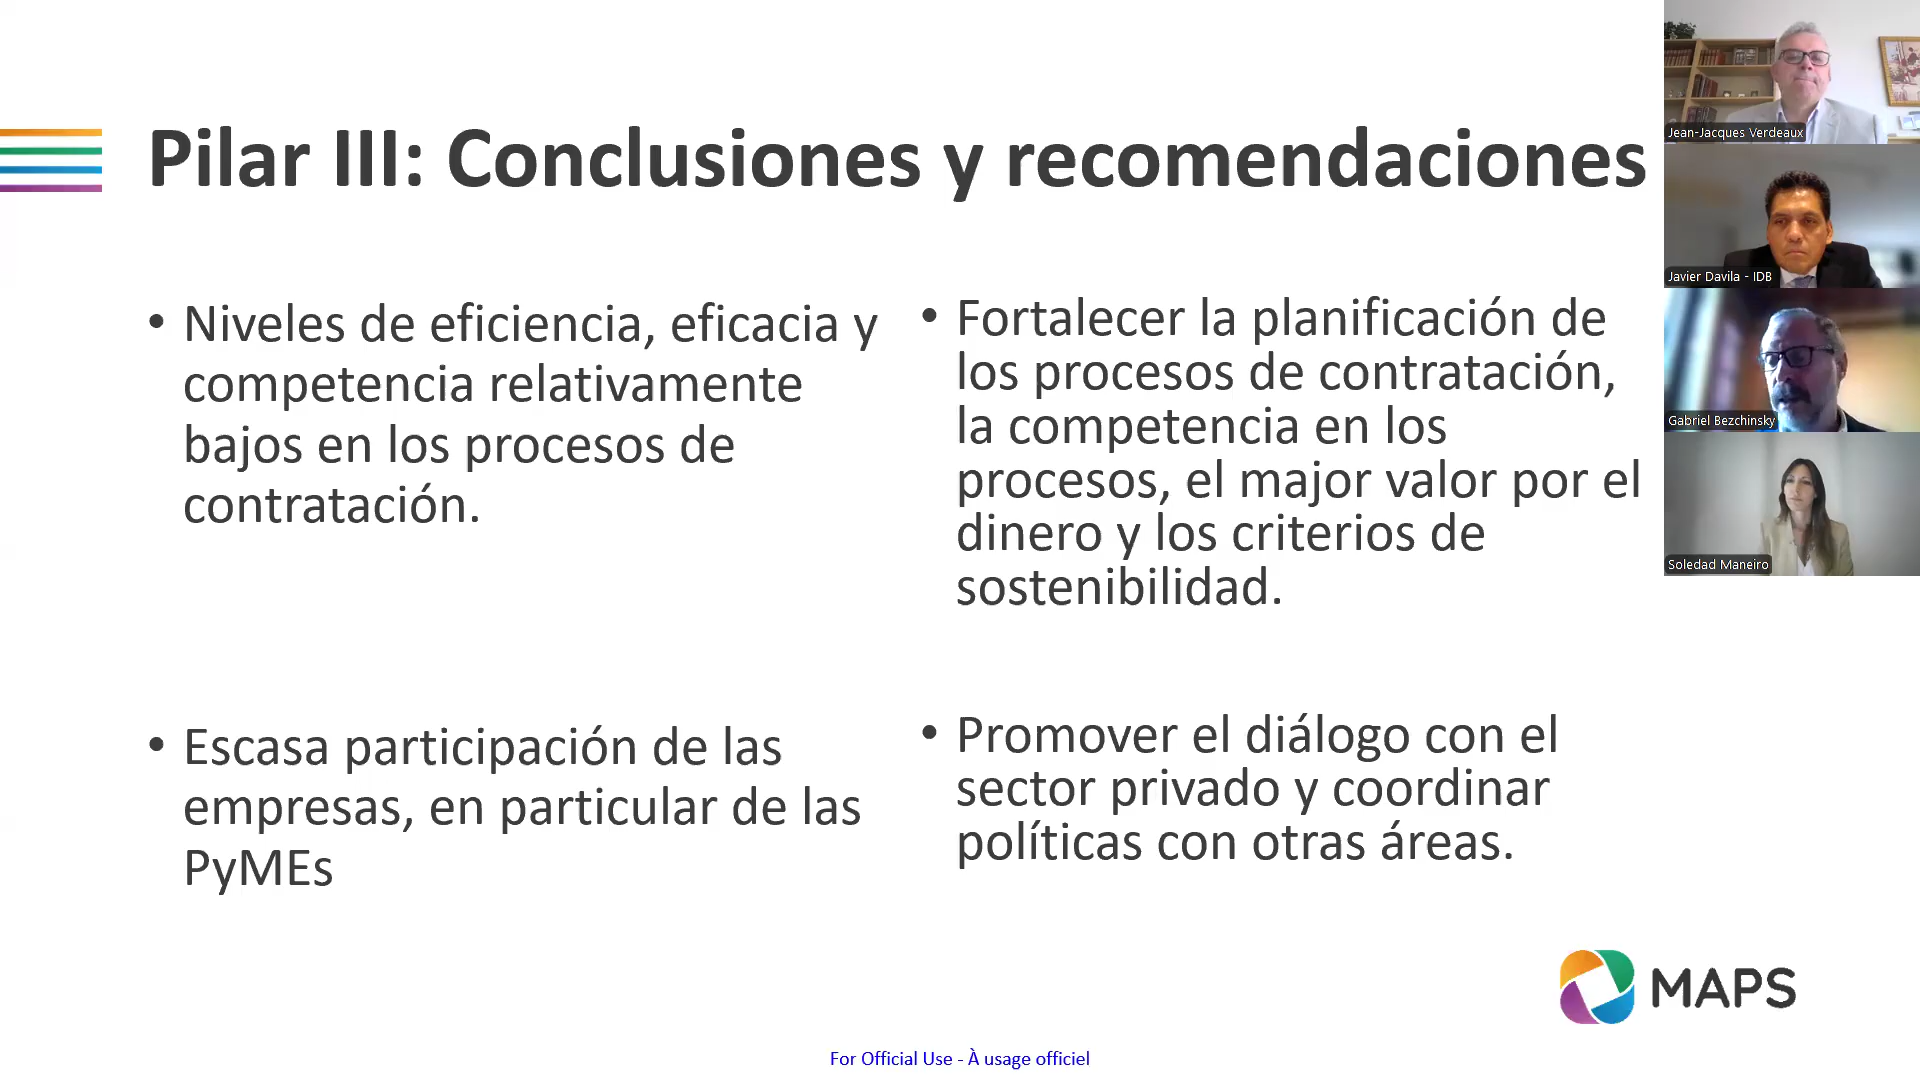 Pilar III: Conclusiones y recomendaciones
• Niveles de eficiencia, eficacia y
competencia relativamente
bajos en los procesos de
contratación.
• Escasa participación de las
empresas, en particular de las
PyMEs
• Fortalecer la planificación de
los procesos de contratación,
la competencia en los
procesos, el major valor por el
dinero y los criterios de
sostenibilidad.
• Promover el diálogo con el
sector privado y coordinar
políticas con otras áreas.
Jean-Jacques Verdeaux
Javier Davila - IDB
Gabriel Bezchinsky
Soledad Maneiro
MAPS
For Official Use - À usage officiel